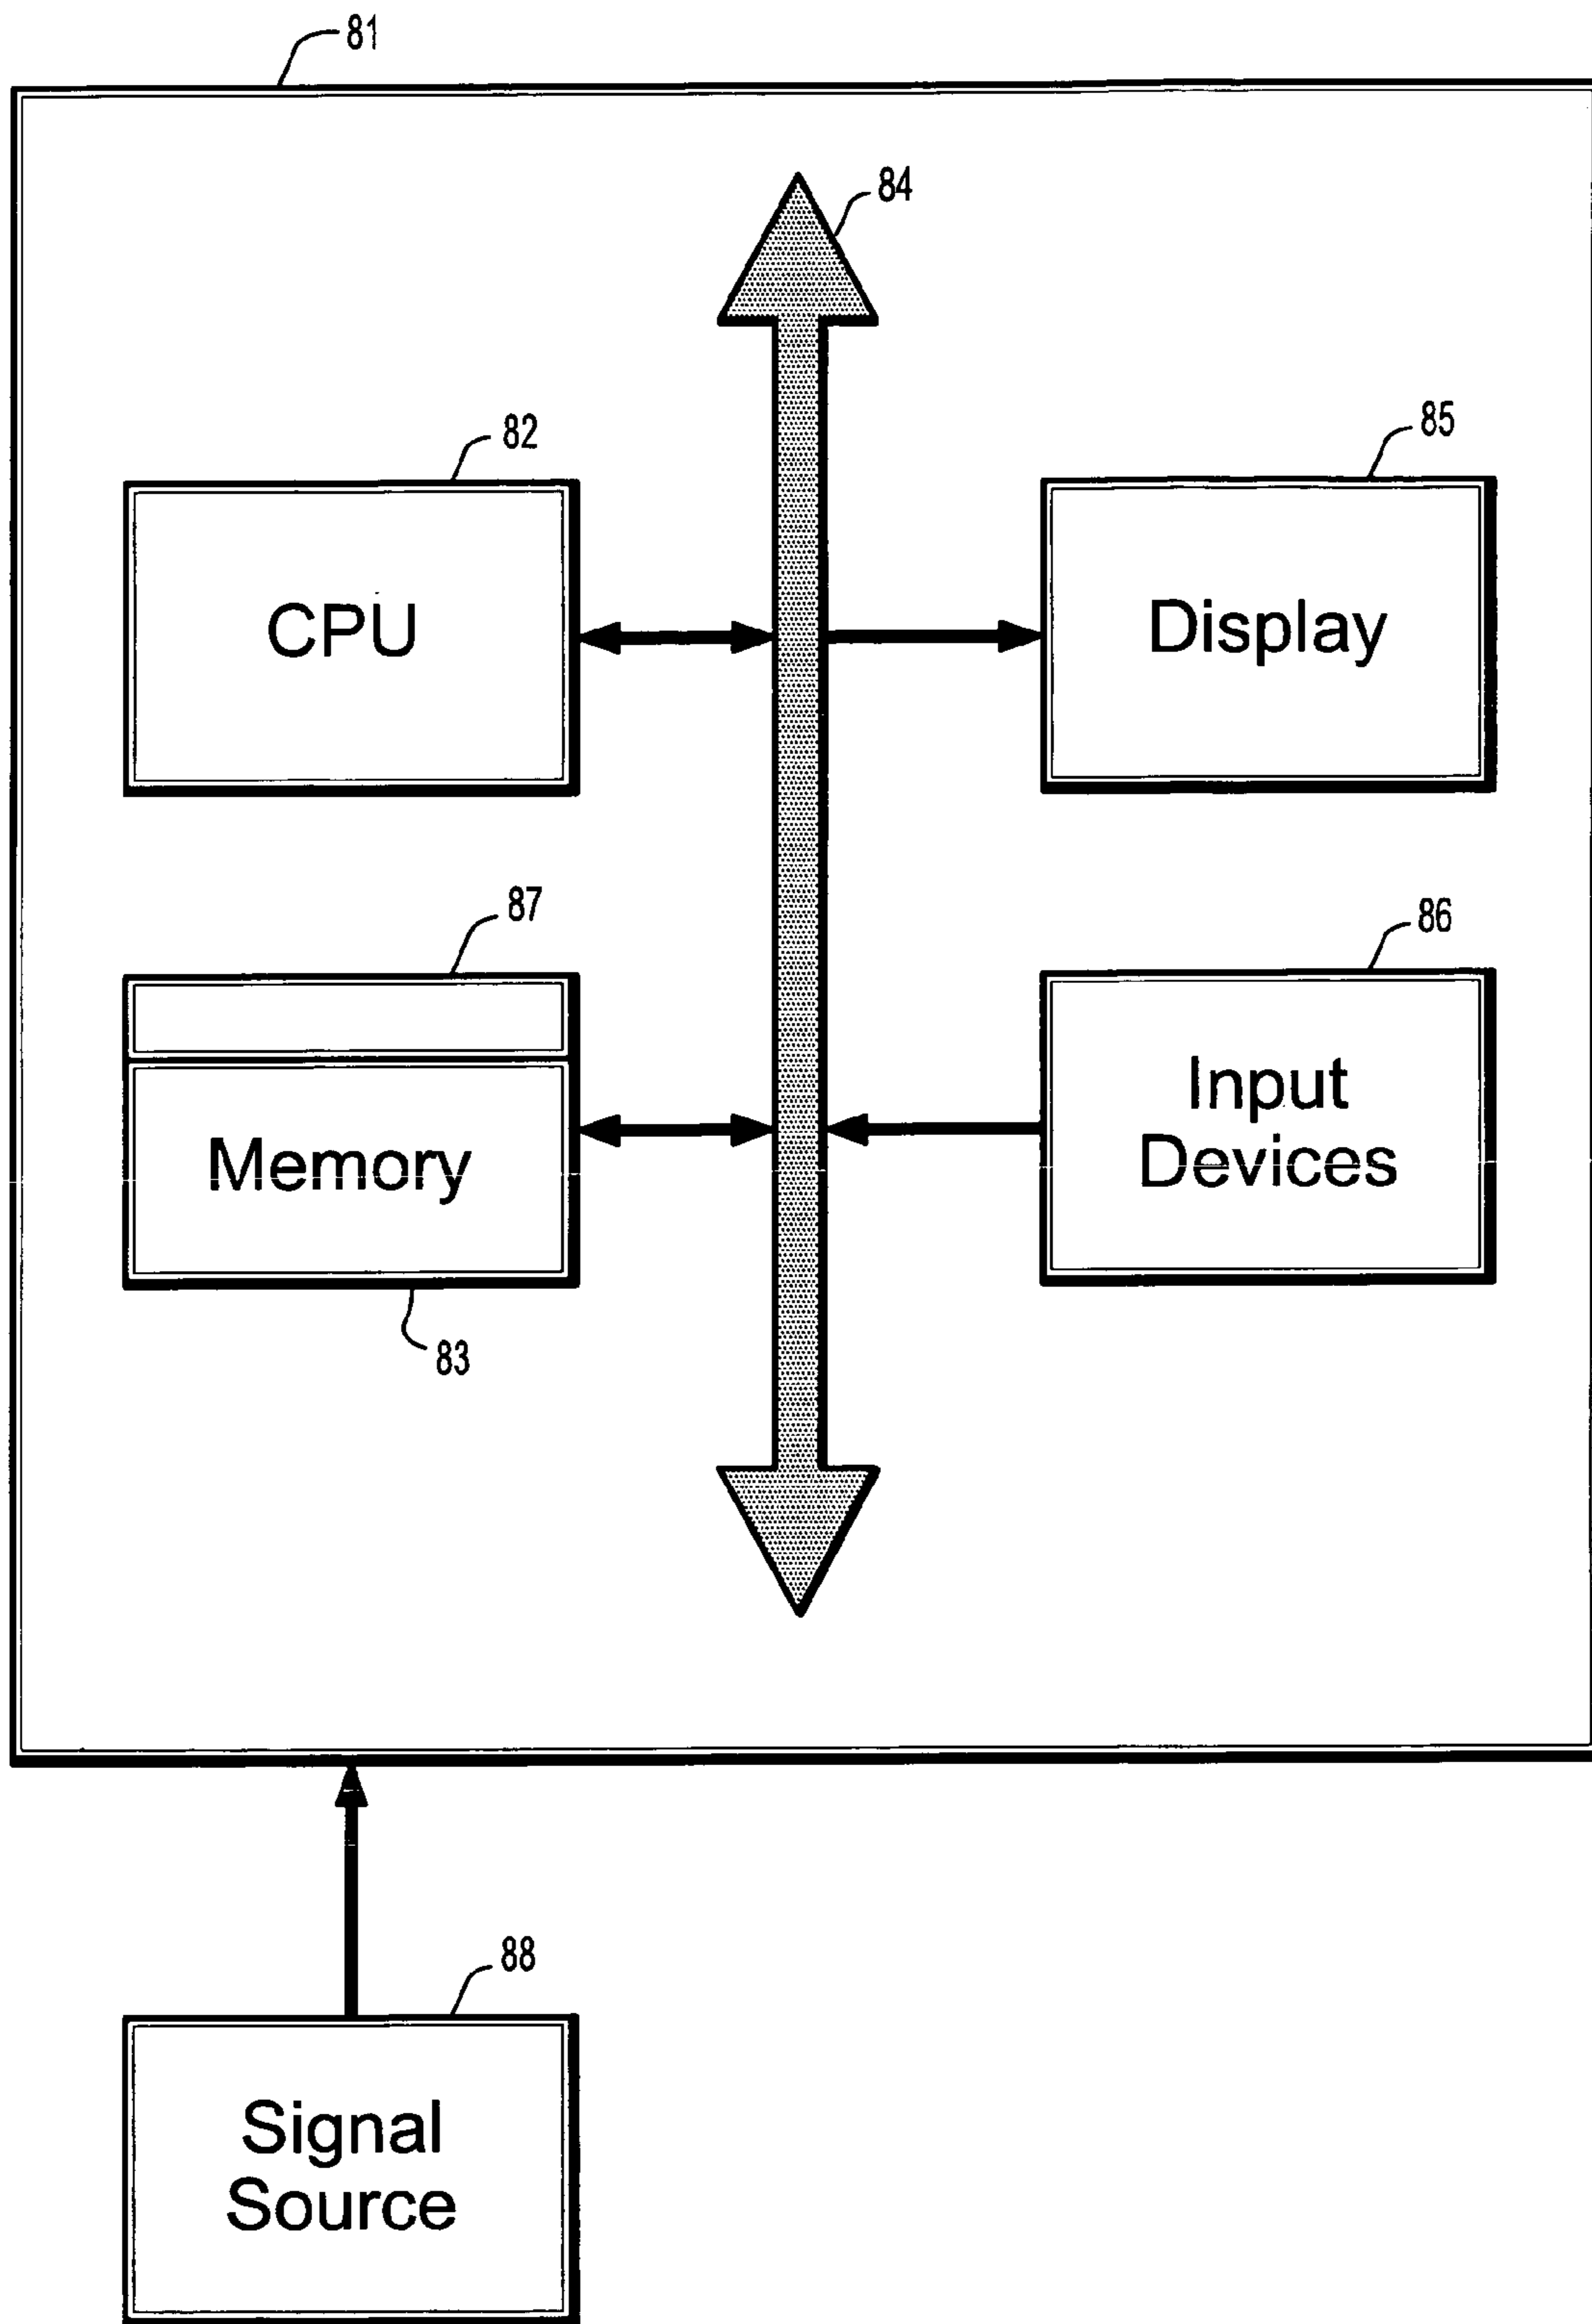 81
84
82
CPU
85
Display
87
Memory
83
86
Input
Devices
88
Signal
Source